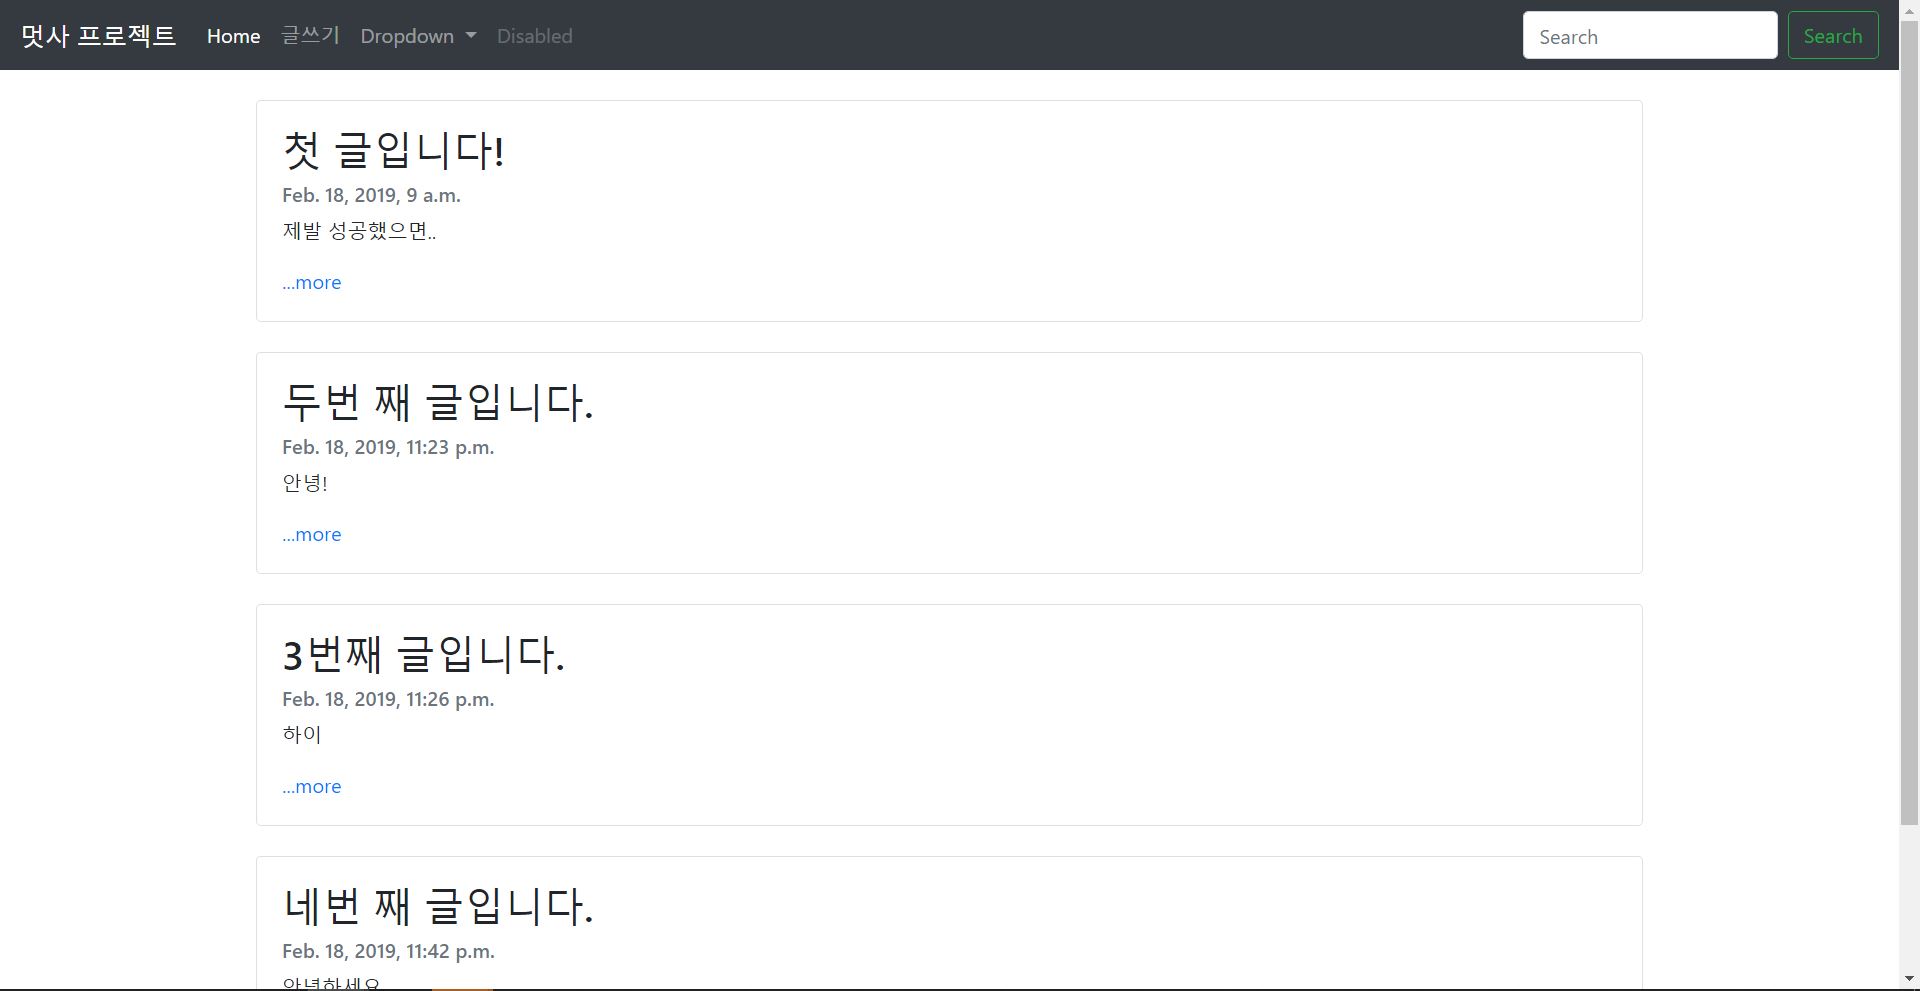 멋사 프로젝트 Home 글쓰기 Dropdown Disabled Search Search
첫 글입니다!
Feb. 18, 2019, 9 a.m.
제발 성공했으면..
...more
두번 째 글입니다.
Feb. 18, 2019, 11:23 p.m.
안녕!
...more
3번째 글입니다.
Feb. 18, 2019, 11:26 p.m.
하이
...more
네번 째 글입니다.
Feb. 18, 2019, 11:42 p.m.
안녕하세요